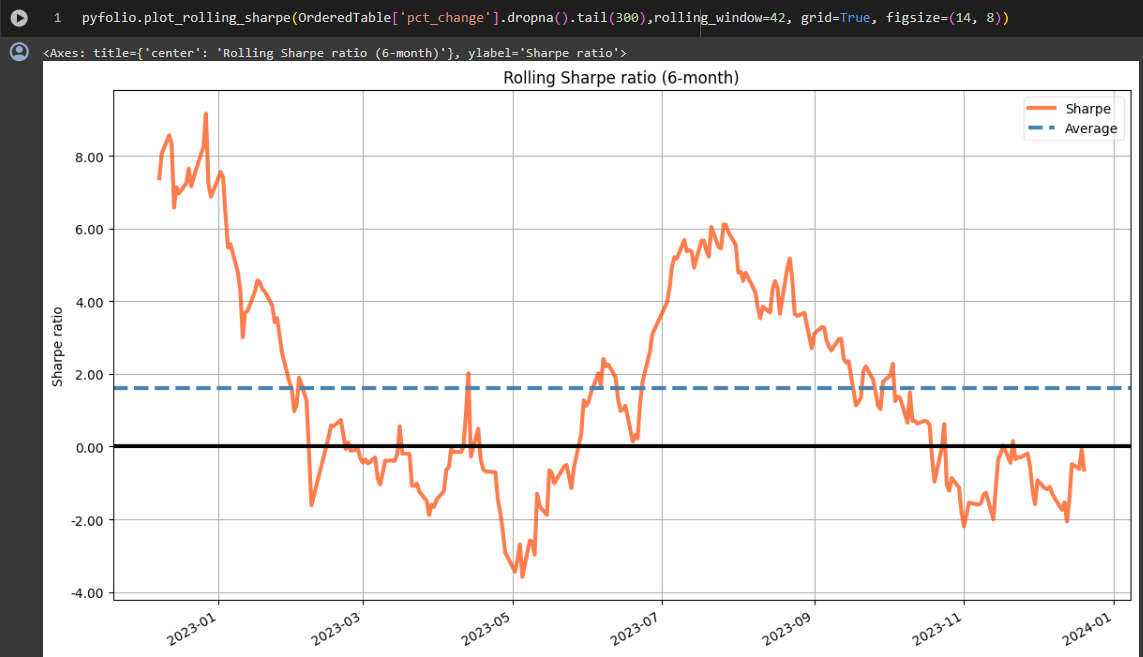 1 pyfolio.plot_rolling_sharpe(OrderedTable['pct_change'].dropna().tail(300),rolling_window=42, grid=True, figsize=(14, 8))
<Axes: title={'center': 'Rolling Sharpe ratio (6-month)'}, ylabel='Sharpe ratio'>
Rolling Sharpe ratio (6-month)
Sharpe
Average
8.00
6.00
4.00
2.00
0.00
-2.00
-4.00
Sharpe ratio
2023-01
2023-03
2023-05
2023-07
2023-09
2023-11
2024-01